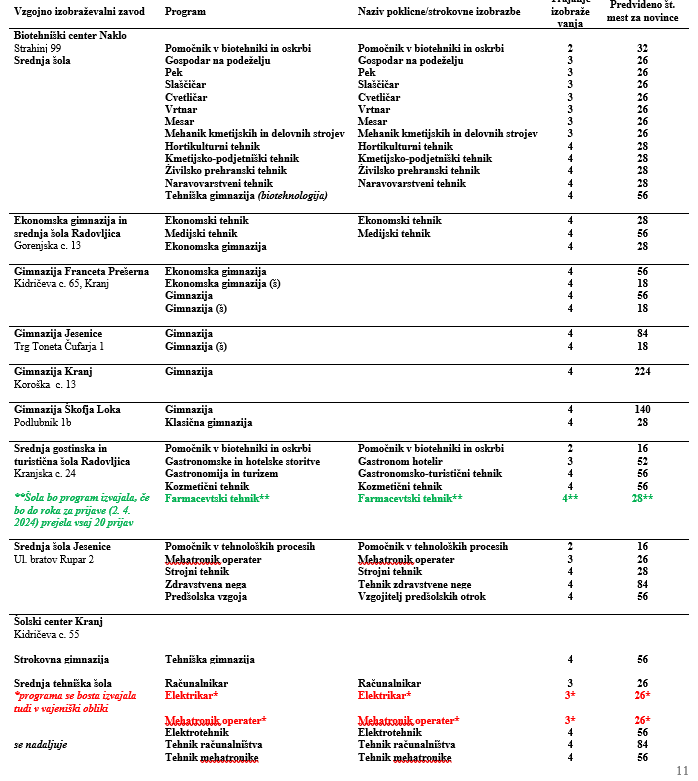 Trajanje
Vzgojno izobraževalni zavod Program Naziv poklicne/strokovne izobrazbe izobraže Predvideno št.
vanja mest za novince
Biotehniški center Naklo
Strahinj 99 Pomočnik v biotehniki in oskrbi Pomočnik v biotehniki in oskrbi 2 32
Srednja šola Gospodar na podeželju Gospodar na podeželju 3 26
Pek Pek 3 26
Slaščičar Slaščičar 3 26
Cvetličar Cvetličar 3 26
Vrtnar Vrtnar 3 26
Mesar Mesar 3 26
Mehanik kmetijskih in delovnih strojev Mehanik kmetijskih in delovnih strojev 3 26
Hortikulturni tehnik Hortikulturni tehnik 4 28
Kmetijsko-podjetniški tehnik Kmetijsko-podjetniški tehnik 4 28
Živilsko prehranski tehnik Živilsko prehranski tehnik 4 28
Naravovarstveni tehnik Naravovarstveni tehnik 4 28
Tehniška gimnazija (biotehnologija) 4 56
Ekonomska gimnazija in Ekonomski tehnik Ekonomski tehnik 4 28
srednja šola Radovljica Medijski tehnik Medijski tehnik 4 56
Gorenjska c. 13 Ekonomska gimnazija 4 28
Gimnazija Franceta Prešerna Ekonomska gimnazija 4 56
Kidričeva c. 65, Kranj Ekonomska gimnazija (š) 4 18
Gimnazija 4 56
Gimnazija (š) 4 18
Gimnazija Jesenice Gimnazija 4 84
Trg Toneta Čufarja 1 Gimnazija (š) 4 18
Gimnazija Kranj Gimnazija 4 224
Koroška c. 13
Gimnazija Škofja Loka Gimnazija 4 140
Podlubnik 1b Klasična gimnazija 4 28
Srednja gostinska in Pomočnik v biotehniki in oskrbi Pomočnik v biotehniki in oskrbi 2 16
turistična šola Radovljica Gastronomske in hotelske storitve Gastronom hotelir 3 52
Kranjska c. 24 Gastronomija in turizem Gastronomsko-turistični tehnik 4 56
Kozmetični tehnik Kozmetični tehnik 4 56
**Šola bo program izvajala, če Farmacevtski tehnik** Farmacevtski tehnik** 4** 28**
bo do roka za prijave (2. 4.
2024) prejela vsaj 20 prijav
Srednja šola Jesenice Pomočnik v tehnoloških procesih Pomočnik v tehnoloških procesih 2 16
Ul. bratov Rupar 2 Mehatronik operater Mehatronik operater 3 26
Strojni tehnik Strojni tehnik 4 28
Zdravstvena nega Tehnik zdravstvene nege 4 84
Predšolska vzgoja Vzgojitelj predšolskih otrok 4 56
Šolski center Kranj
Kidričeva c. 55
Strokovna gimnazija Tehniška gimnazija 4 56
Srednja tehniška šola Računalnikar Računalnikar 3 26
*programa se bosta izvajala Elektrikar* Elektrikar* 3* 26*
tudi v vajeniški obliki
Mehatronik operater* Mehatronik operater* 3* 26*
Elektrotehnik Elektrotehnik 4 56
se nadaljuje Tehnik računalništva Tehnik računalništva 4 84
Tehnik mehatronike Tehnik mehatronike 4 56
11